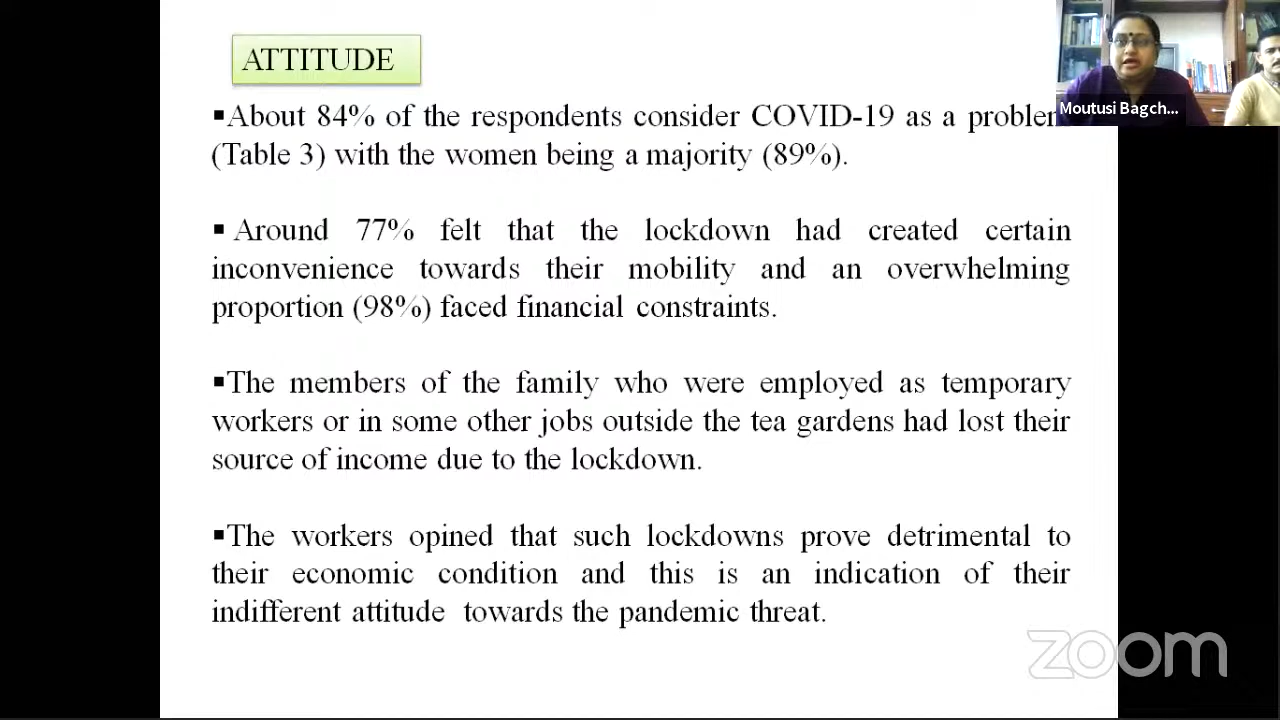 ATTITUDE
▪About 84% of the respondents consider COVID-19 as a problem
(Table 3) with the women being a majority (89%).
▪ Around 77% felt that the lockdown had created certain
inconvenience towards their mobility and an overwhelming
proportion (98%) faced financial constraints.
▪The members of the family who were employed as temporary
workers or in some other jobs outside the tea gardens had lost their
source of income due to the lockdown.
▪The workers opined that such lockdowns prove detrimental to
their economic condition and this is an indication of their
indifferent attitude towards the pandemic threat.
Moutusi Bagch...
zoom